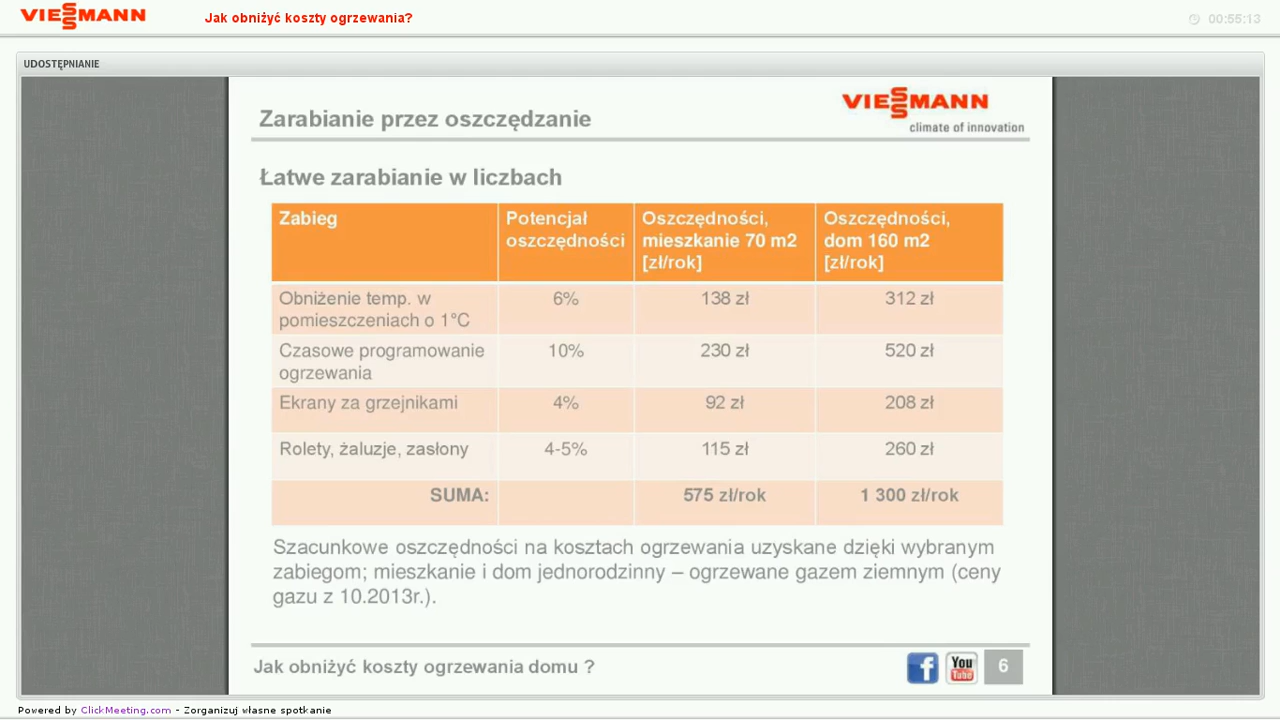 VIESSMANN
Jak obniżyć koszty ogrzewania?
00:55:13
UDOSTĘPNIANIE
Zarabianie przez oszczędzanie
VIESSMANN
climate of innovation
Łatwe zarabianie w liczbach
Zabieg
Potencjał
oszczędności
Oszczędności,
mieszkanie 70 m2
[zł/rok]
Oszczędności,
dom 160 m2
[zł/rok]
Obniżenie temp. w
pomieszczeniach o 1°C
6%
138 zł
312 zł
Czasowe programowanie
ogrzewania
10%
230 zł
520 zł
Ekrany za grzejnikami
4%
92 zł
208 zł
Rolety, żaluzje, zasłony
4-5%
115 zł
260 zł
SUMA:
575 zł/rok
1 300 zł/rok
Szacunkowe oszczędności na kosztach ogrzewania uzyskane dzięki wybranym
zabiegom; mieszkanie i dom jednorodzinny – ogrzewane gazem ziemnym (ceny
gazu z 10.2013r.).
Jak obniżyć koszty ogrzewania domu ?
f
You
Tube
6
Powered by ClickMeeting.com - Zorganizuj własne spotkanie